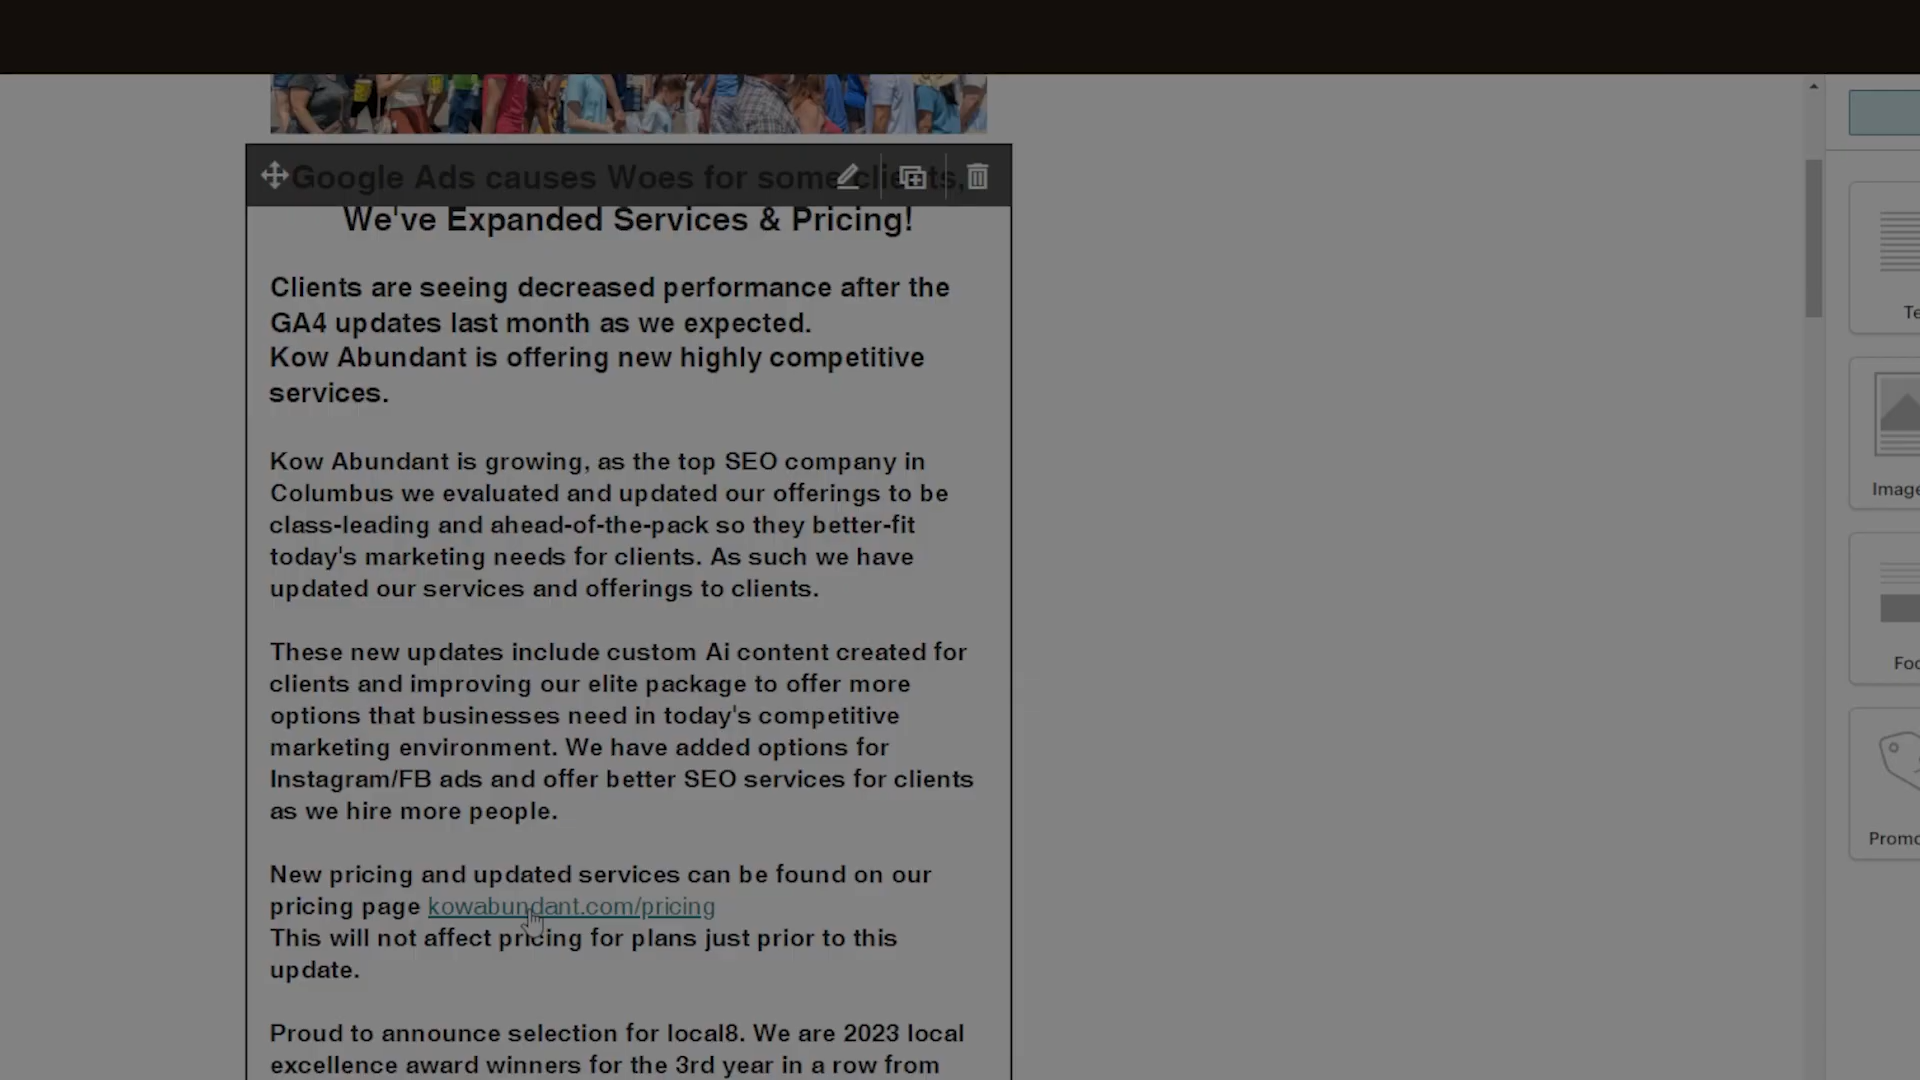 Google Ads causes Woes for some clients,
We've Expanded Services & Pricing!
Clients are seeing decreased performance after the
GA4 updates last month as we expected.
Kow Abundant is offering new highly competitive
services.
Kow Abundant is growing, as the top SEO company in
Columbus we evaluated and updated our offerings to be
class-leading and ahead-of-the-pack so they better-fit
today's marketing needs for clients. As such we have
updated our services and offerings to clients.
These new updates include custom Ai content created for
clients and improving our elite package to offer more
options that businesses need in today's competitive
marketing environment. We have added options for
Instagram/FB ads and offer better SEO services for clients
as we hire more people.
New pricing and updated services can be found on our
pricing page kowabundant.com/pricing
This will not affect pricing for plans just prior to this
update.
Proud to announce selection for local8. We are 2023 local
excellence award winners for the 3rd year in a row from
Te
Image
Foo
Promo